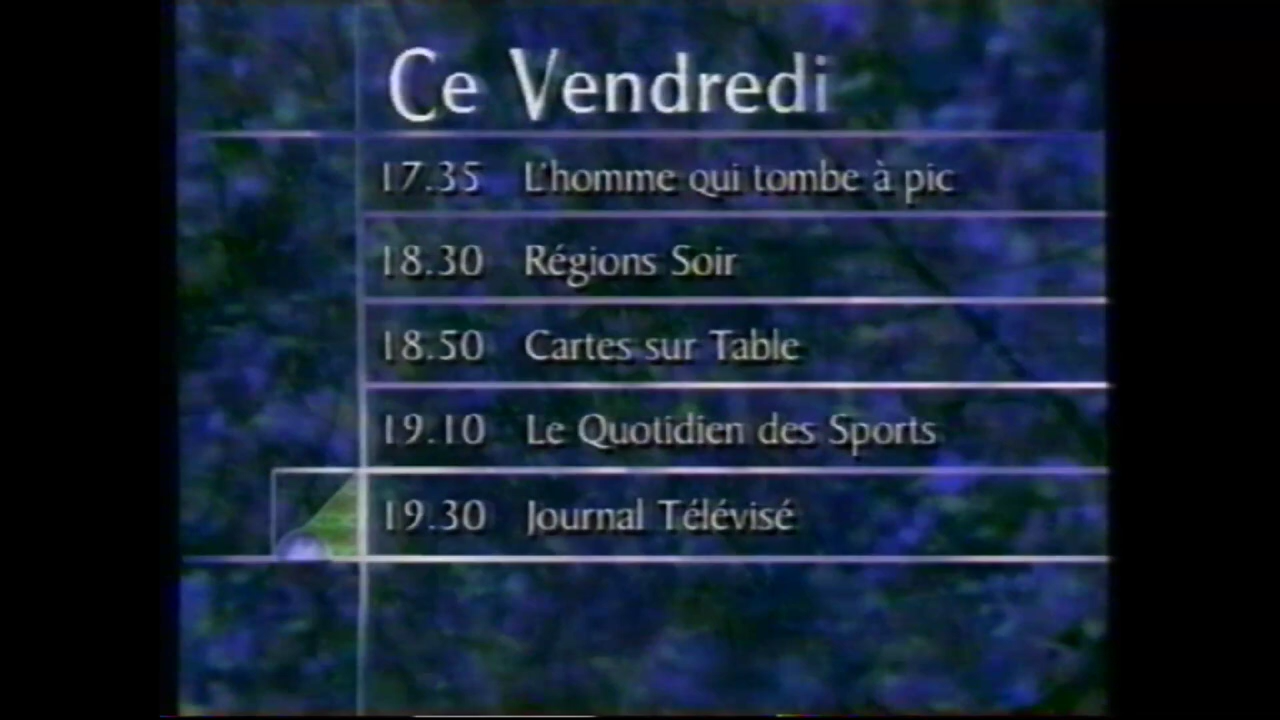 Ce Vendredi
17.35 L'homme qui tombe à pic
18.30 Régions Soir
18.50 Cartes sur Table
19.10 Le Quotidien des Sports
19.30 Journal Télévisé